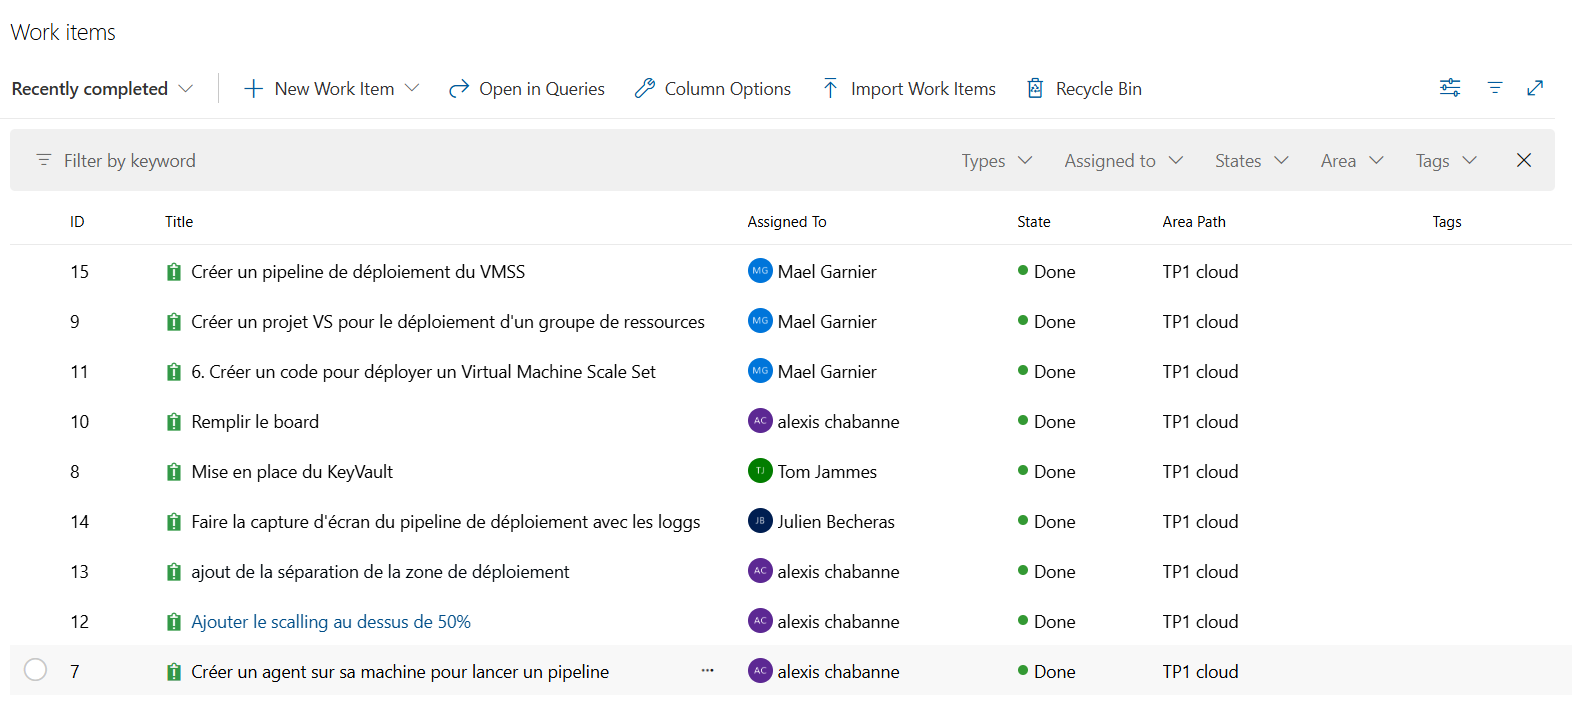 Work items
Recently completed New Work Item Open in Queries Column Options Import Work Items Recycle Bin
Filter by keyword Types Assigned to States Area Tags
ID Title Assigned To State Area Path Tags
15 Créer un pipeline de déploiement du VMSS MG Mael Garnier Done TP1 cloud
9 Créer un projet VS pour le déploiement d'un groupe de ressources MG Mael Garnier Done TP1 cloud
11 6. Créer un code pour déployer un Virtual Machine Scale Set MG Mael Garnier Done TP1 cloud
10 Remplir le board AC alexis chabanne Done TP1 cloud
8 Mise en place du KeyVault TJ Tom Jammes Done TP1 cloud
14 Faire la capture d'écran du pipeline de déploiement avec les loggs JB Julien Becheras Done TP1 cloud
13 ajout de la séparation de la zone de déploiement AC alexis chabanne Done TP1 cloud
12 Ajouter le scalling au dessus de 50% AC alexis chabanne Done TP1 cloud
7 Créer un agent sur sa machine pour lancer un pipeline ... AC alexis chabanne Done TP1 cloud